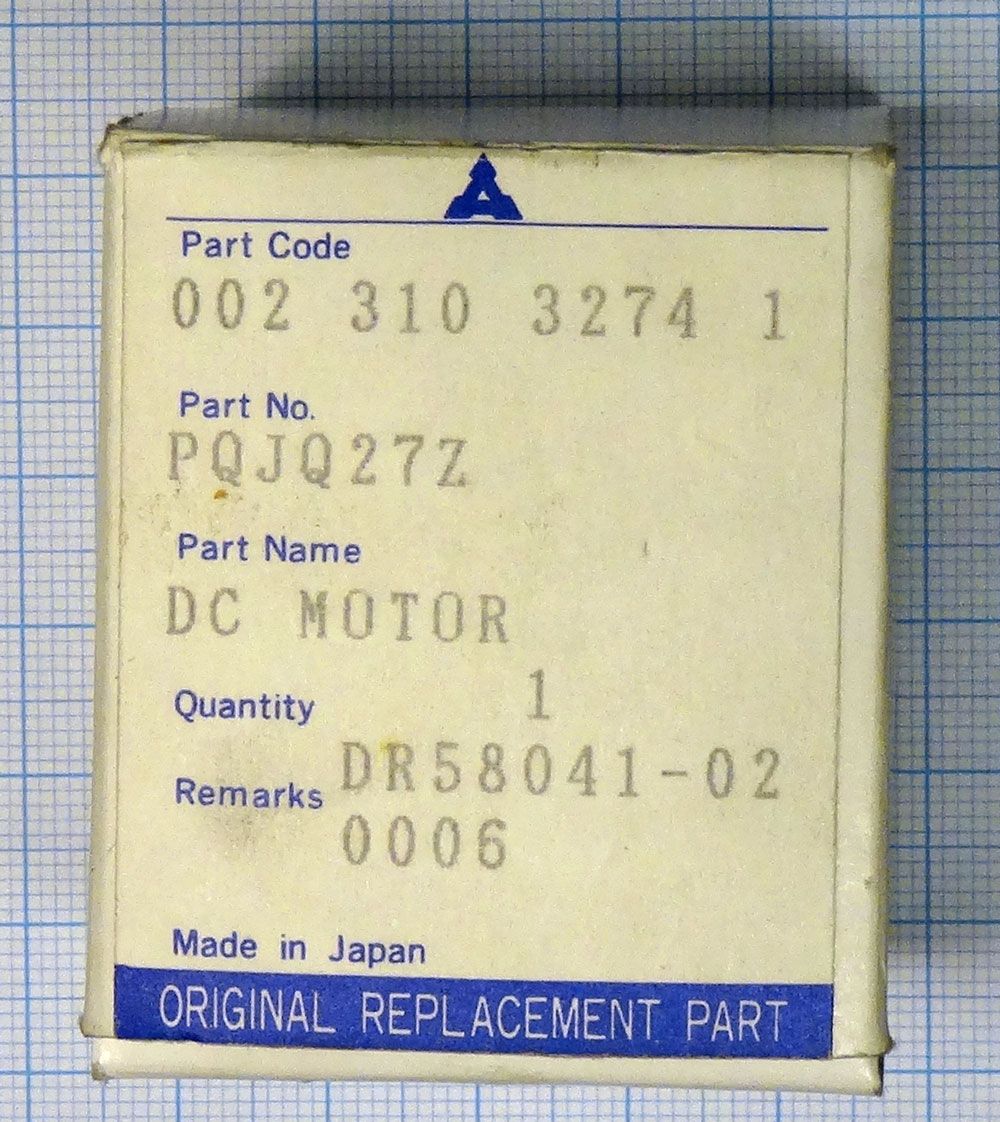 A
Part Code
002 310 3274 1
Part No.
PQJQ27Z
Part Name
DC MOTOR
Quantity 1
Remarks DR58041-02
0006
Made in Japan
ORIGINAL REPLACEMENT PART